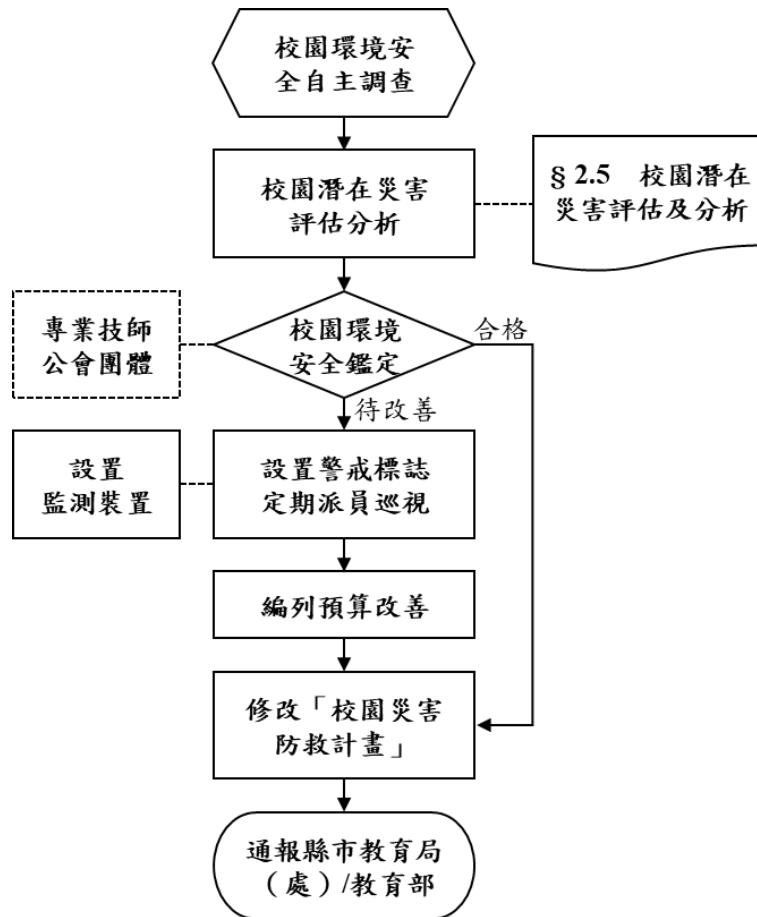 校園環境安
全自主調查
校園潛在災害
評估分析
§ 2.5 校園潛在
災害評估及分析
專業技師
公會團體
校園環境
安全鑑定
合格
待改善
設置
監測裝置
設置警戒標誌
定期派員巡視
編列預算改善
修改「校園災害
防救計畫」
通報縣市教育局
（處）/教育部